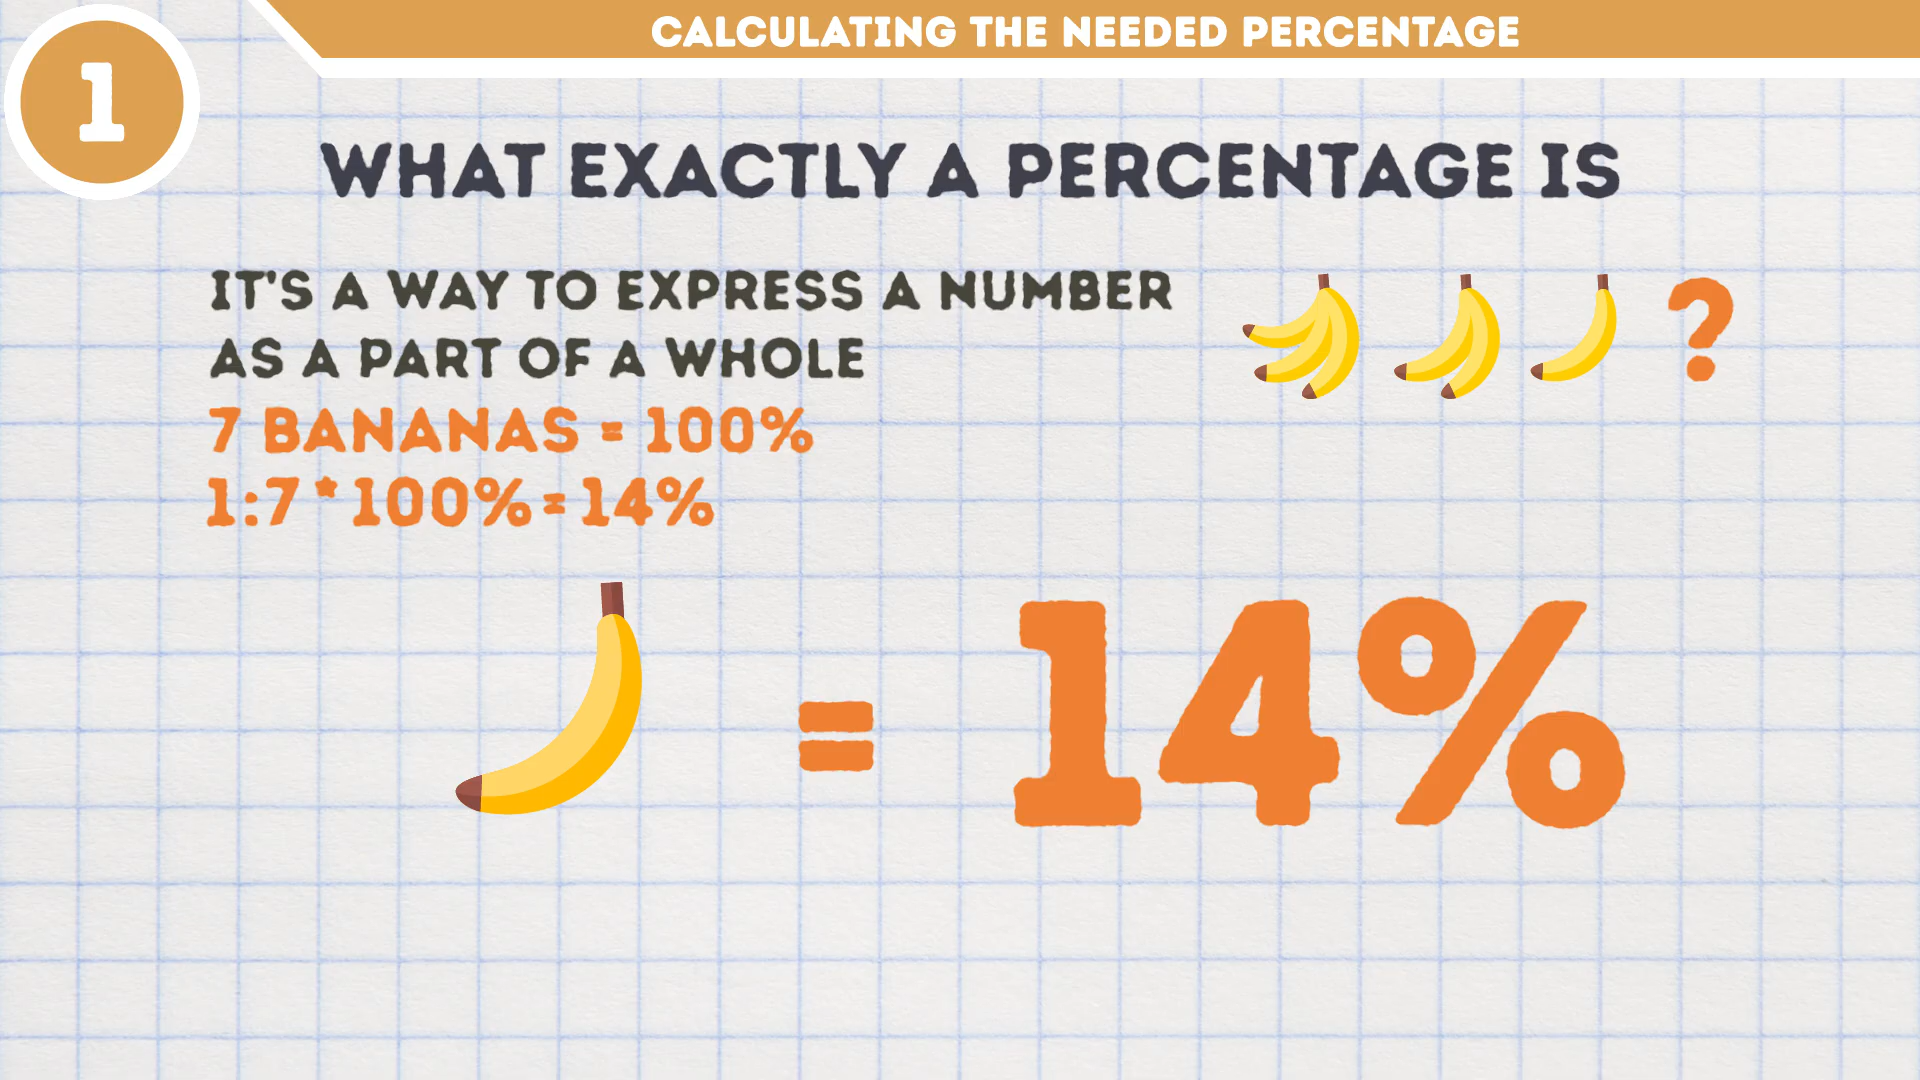 CALCULATING THE NEEDED PERCENTAGE
1
WHAT EXACTLY A PERCENTAGE IS
IT'S A WAY TO EXPRESS A NUMBER
AS A PART OF A WHOLE
?
7 BANANAS = 100%
1:7 * 100% = 14%
= 14%